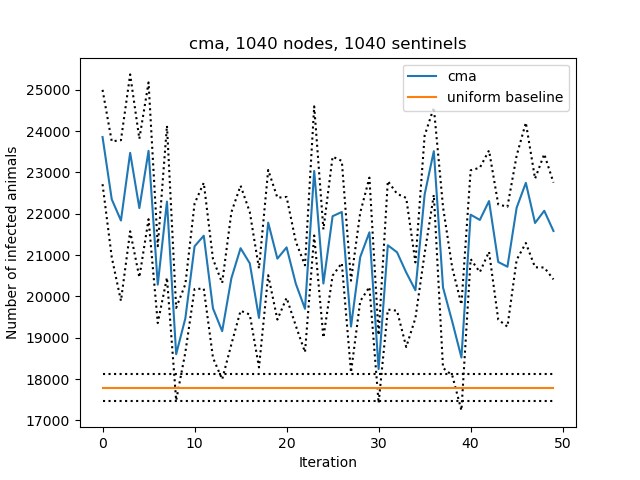 cma, 1040 nodes, 1040 sentinels
cma
uniform baseline
Number of infected animals
25000
24000
23000
22000
21000
20000
19000
18000
17000
0 10 20 30 40 50
Iteration